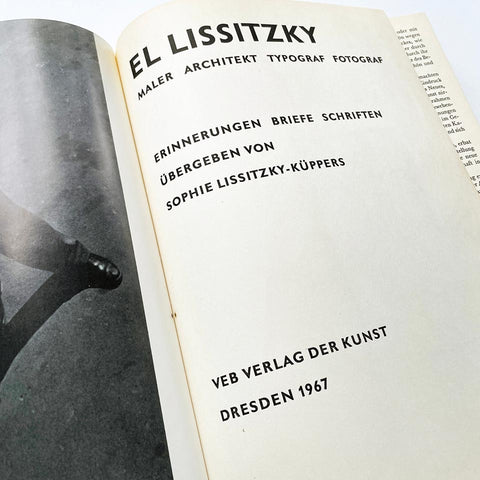 EL LISSITZKY
MALER ARCHITEKT TYPOGRAF FOTOGRAF
ERINNERUNGEN BRIEFE SCHRIFTEN
ÜBERGEBEN VON
SOPHIE LISSITZKY-KÜPPERS
VEB VERLAG DER KUNST
DRESDEN 1967